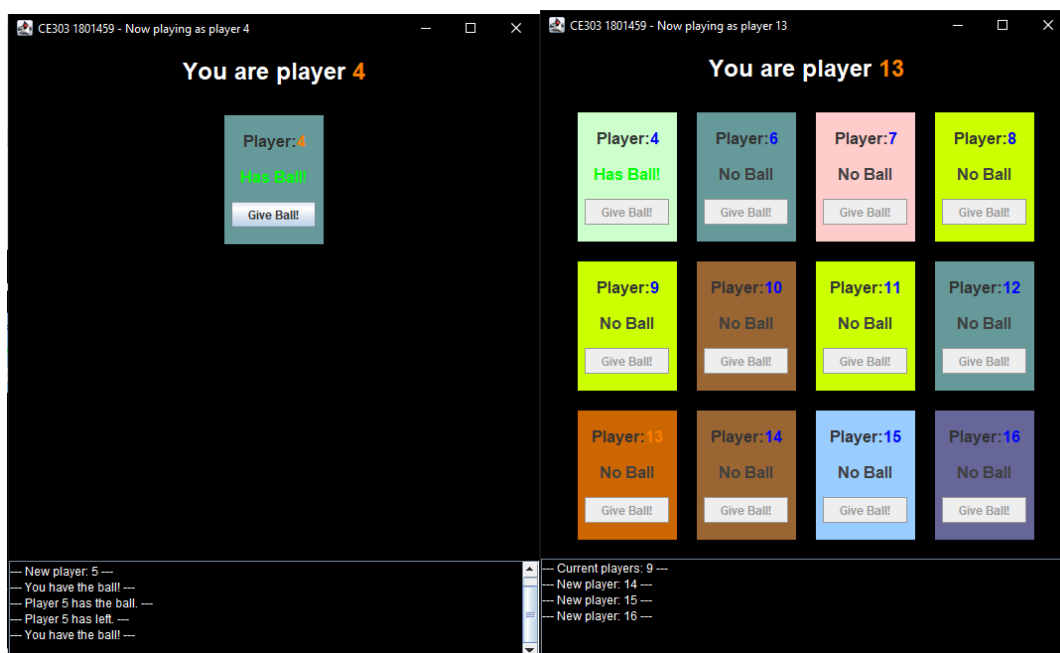 CE303 1801459 - Now playing as player 4
You are player 4
Player:4
Has Ball!
Give Ball!
--- New player: 5 ---
--- You have the ball! ---
--- Player 5 has the ball. ---
--- Player 5 has left. ---
--- You have the ball! ---
CE303 1801459 - Now playing as player 13
You are player 13
Player:4 Player:6 Player:7 Player:8
Has Ball! No Ball No Ball No Ball
Give Ball! Give Ball! Give Ball! Give Ball!
Player:9 Player:10 Player:11 Player:12
No Ball No Ball No Ball No Ball
Give Ball! Give Ball! Give Ball! Give Ball!
Player:13 Player:14 Player:15 Player:16
No Ball No Ball No Ball No Ball
Give Ball! Give Ball! Give Ball! Give Ball!
--- Current players: 9 ---
--- New player: 14 ---
--- New player: 15 ---
--- New player: 16 ---